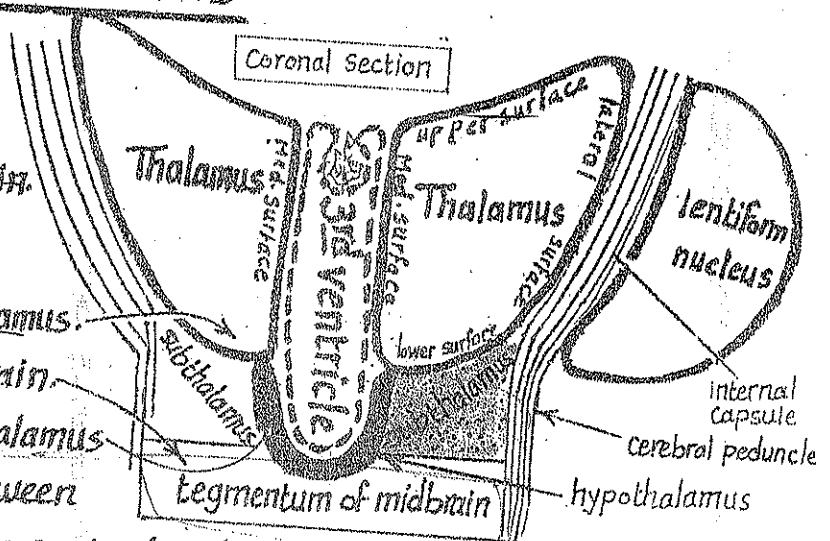 Coronal Section
in.
Thalamus
Med. Surface
3rd ventricle
Med. surface
Thalamus
upper surface
lateral surface
lower surface
lentiform
nucleus
amus.
subthalamus
ain.
alamus
ween
tegmentum of midbrain
internal
capsule
cerebral peduncle
hypothalamus